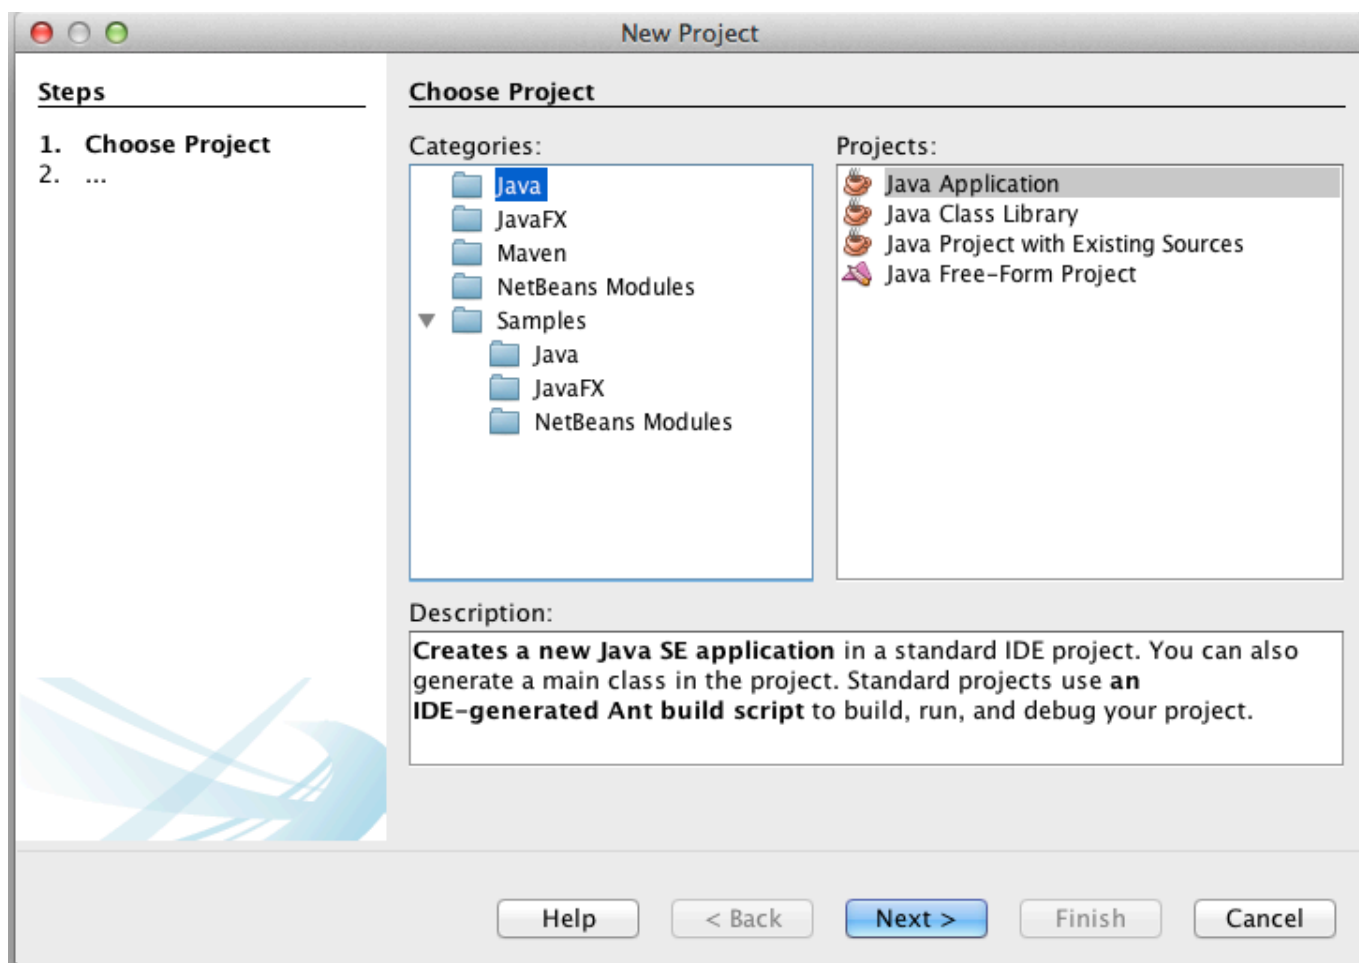 New Project
Steps
1. Choose Project
2. ...
Choose Project
Categories:
Java
JavaFX
Maven
NetBeans Modules
Samples
Java
JavaFX
NetBeans Modules
Projects:
Java Application
Java Class Library
Java Project with Existing Sources
Java Free-Form Project
Description:
Creates a new Java SE application in a standard IDE project. You can also
generate a main class in the project. Standard projects use an
IDE-generated Ant build script to build, run, and debug your project.
Help
< Back
Next >
Finish
Cancel